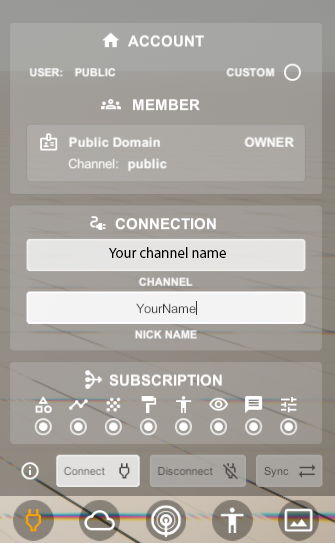 ACCOUNT
USER: PUBLIC CUSTOM
MEMBER
Public Domain OWNER
Channel: public
CONNECTION
Your channel name
CHANNEL
YourName
NICK NAME
SUBSCRIPTION
Connect Disconnect Sync